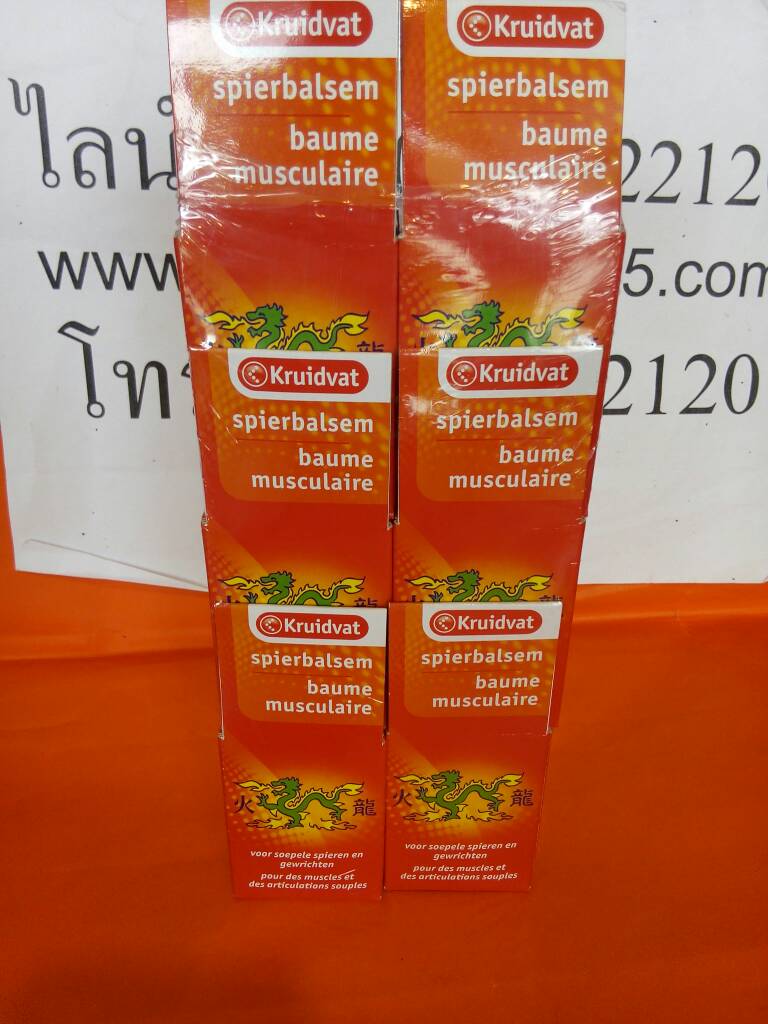 ไลน์
22120
www.
5.com
โทร
2120
Kruidvat
spierbalsem
baume
musculaire
Kruidvat
spierbalsem
baume
musculaire
龍
Kruidvat
spierbalsem
baume
musculaire
Kruidvat
spierbalsem
baume
musculaire
Kruidvat
spierbalsem
baume
musculaire
火 龍
voor soepele spieren en
gewrichten
pour des muscles et
des articulations souples
Kruidvat
spierbalsem
baume
musculaire
火 龍
voor soepele spieren en
gewrichten
pour des muscles et
des articulations souples